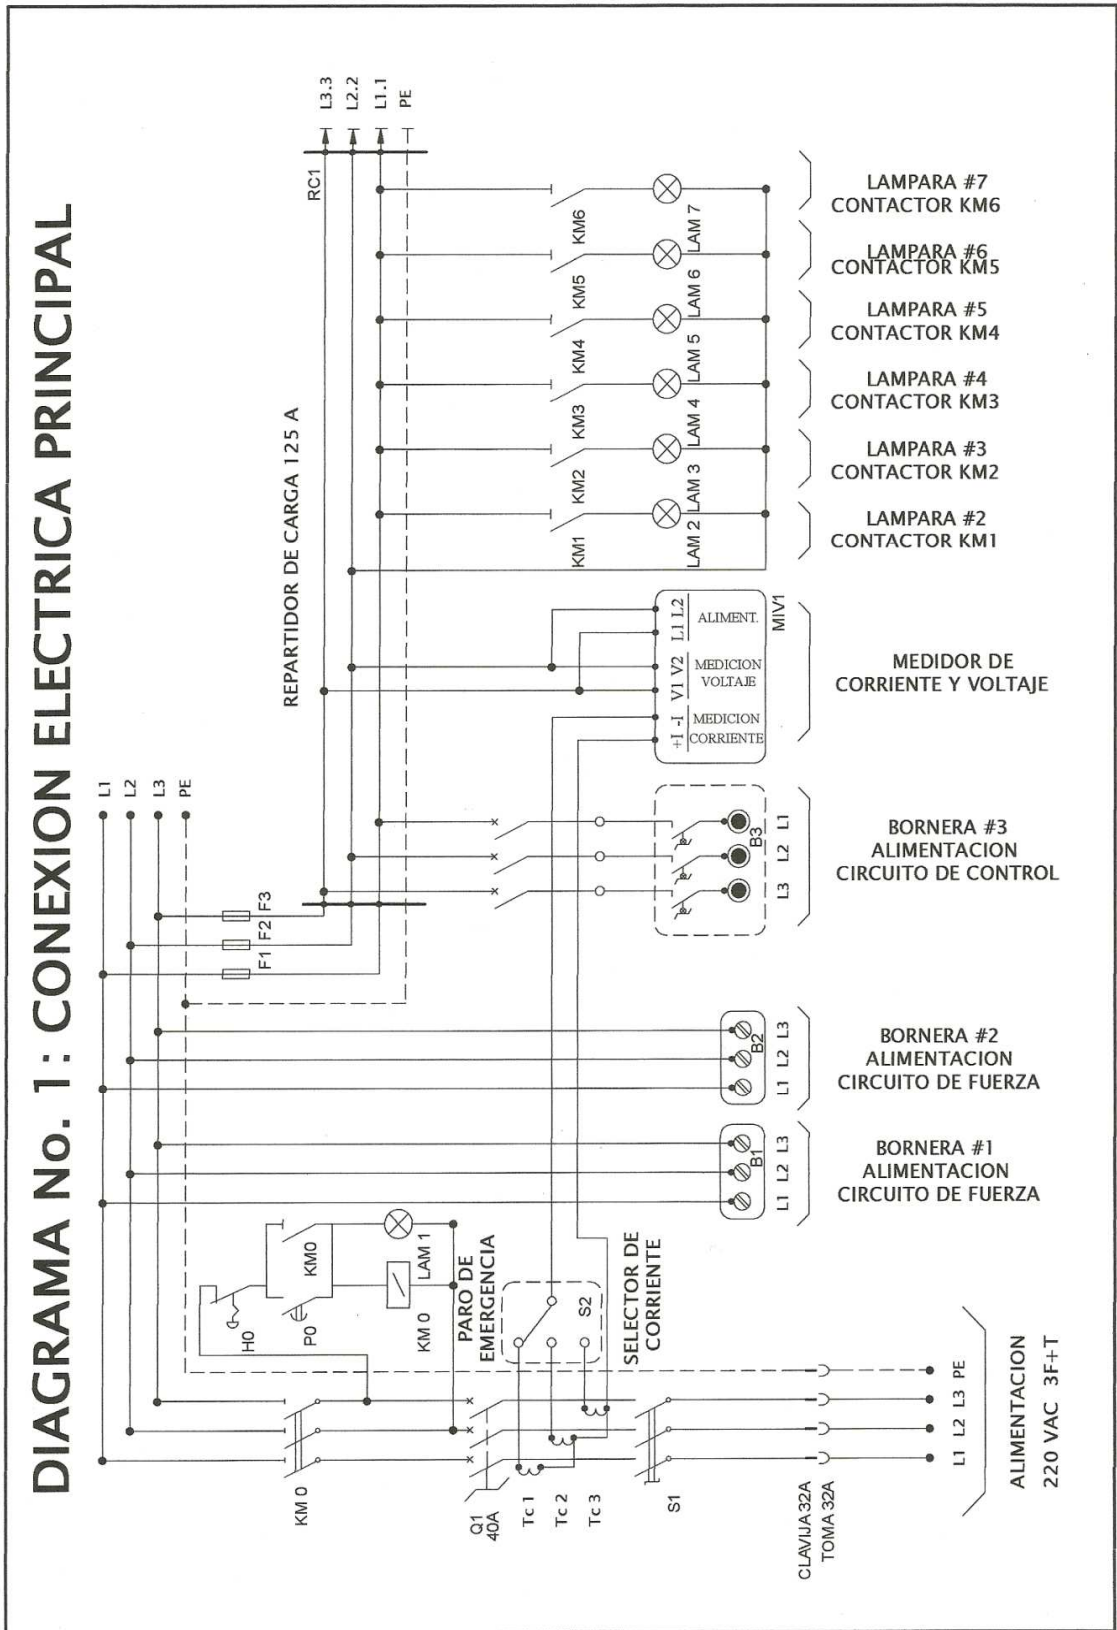 DIAGRAMA No. 1: CONEXION ELECTRICA PRINCIPAL
L1
L2
L3
PE
REPARTIDOR DE CARGA 125 A
RC1
L3.3
L2.2
L1.1
PE
F1
F2
F3
H0
P0
KM0
KM 0
LAM 1
KM 0
PARO DE
EMERGENCIA
S2
SELECTOR DE
CORRIENTE
Q1
40A
Tc 1
Tc 2
Tc 3
S1
CLAVIJA 32A
TOMA 32A
L1 L2 L3 PE
ALIMENTACION
220 VAC 3F+T
B1
L1 L2 L3
BORNERA #1
ALIMENTACION
CIRCUITO DE FUERZA
B2
L1 L2 L3
BORNERA #2
ALIMENTACION
CIRCUITO DE FUERZA
B3
L3 L2 L1
BORNERA #3
ALIMENTACION
CIRCUITO DE CONTROL
+I -I
MEDICION
CORRIENTE
V1 V2
MEDICION
VOLTAJE
L1 L2
ALIMENT.
MIV1
MEDIDOR DE
CORRIENTE Y VOLTAJE
KM1
LAM 2
LAMPARA #2
CONTACTOR KM1
KM2
LAM 3
LAMPARA #3
CONTACTOR KM2
KM3
LAM 4
LAMPARA #4
CONTACTOR KM3
KM4
LAM 5
LAMPARA #5
CONTACTOR KM4
KM5
LAM 6
LAMPARA #6
CONTACTOR KM5
KM6
LAM 7
LAMPARA #7
CONTACTOR KM6